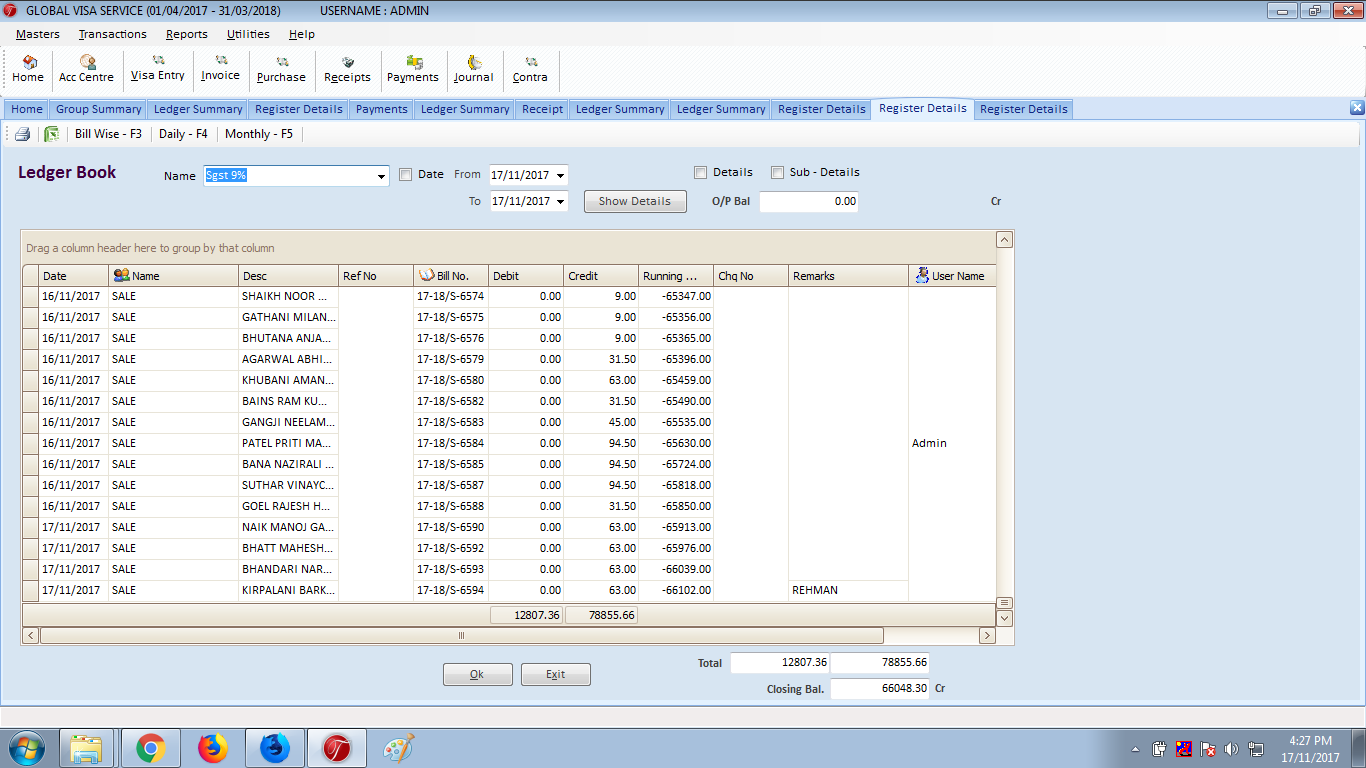 GLOBAL VISA SERVICE (01/04/2017 - 31/03/2018) USERNAME : ADMIN
Masters Transactions Reports Utilities Help
Home Acc Centre Visa Entry Invoice Purchase Receipts Payments Journal Contra
Home Group Summary Ledger Summary Register Details Payments Ledger Summary Receipt Ledger Summary Ledger Summary Register Details Register Details Register Details
Bill Wise - F3 Daily - F4 Monthly - F5
Ledger Book Name Sgst 9% Date From 17/11/2017 Details Sub - Details
To 17/11/2017 Show Details O/P Bal 0.00 Cr
Drag a column header here to group by that column
Date Name Desc Ref No Bill No. Debit Credit Running ... Chq No Remarks User Name
16/11/2017 SALE SHAIKH NOOR ... 17-18/S-6574 0.00 9.00 -65347.00
16/11/2017 SALE GATHANI MILAN... 17-18/S-6575 0.00 9.00 -65356.00
16/11/2017 SALE BHUTANA ANJA... 17-18/S-6576 0.00 9.00 -65365.00
16/11/2017 SALE AGARWAL ABHI... 17-18/S-6579 0.00 31.50 -65396.00
16/11/2017 SALE KHUBANI AMAN... 17-18/S-6580 0.00 63.00 -65459.00
16/11/2017 SALE BAINS RAM KU... 17-18/S-6582 0.00 31.50 -65490.00
16/11/2017 SALE GANGJI NEELAM... 17-18/S-6583 0.00 45.00 -65535.00
16/11/2017 SALE PATEL PRITI MA... 17-18/S-6584 0.00 94.50 -65630.00 Admin
16/11/2017 SALE BANA NAZIRALI ... 17-18/S-6585 0.00 94.50 -65724.00
16/11/2017 SALE SUTHAR VINAYC... 17-18/S-6587 0.00 94.50 -65818.00
16/11/2017 SALE GOEL RAJESH H... 17-18/S-6588 0.00 31.50 -65850.00
17/11/2017 SALE NAIK MANOJ GA... 17-18/S-6590 0.00 63.00 -65913.00
17/11/2017 SALE BHATT MAHESH... 17-18/S-6592 0.00 63.00 -65976.00
17/11/2017 SALE BHANDARI NAR... 17-18/S-6593 0.00 63.00 -66039.00
17/11/2017 SALE KIRPALANI BARK... 17-18/S-6594 0.00 63.00 -66102.00 REHMAN
12807.36 78855.66
Total 12807.36 78855.66
Ok Exit
Closing Bal. 66048.30 Cr
4:27 PM
17/11/2017